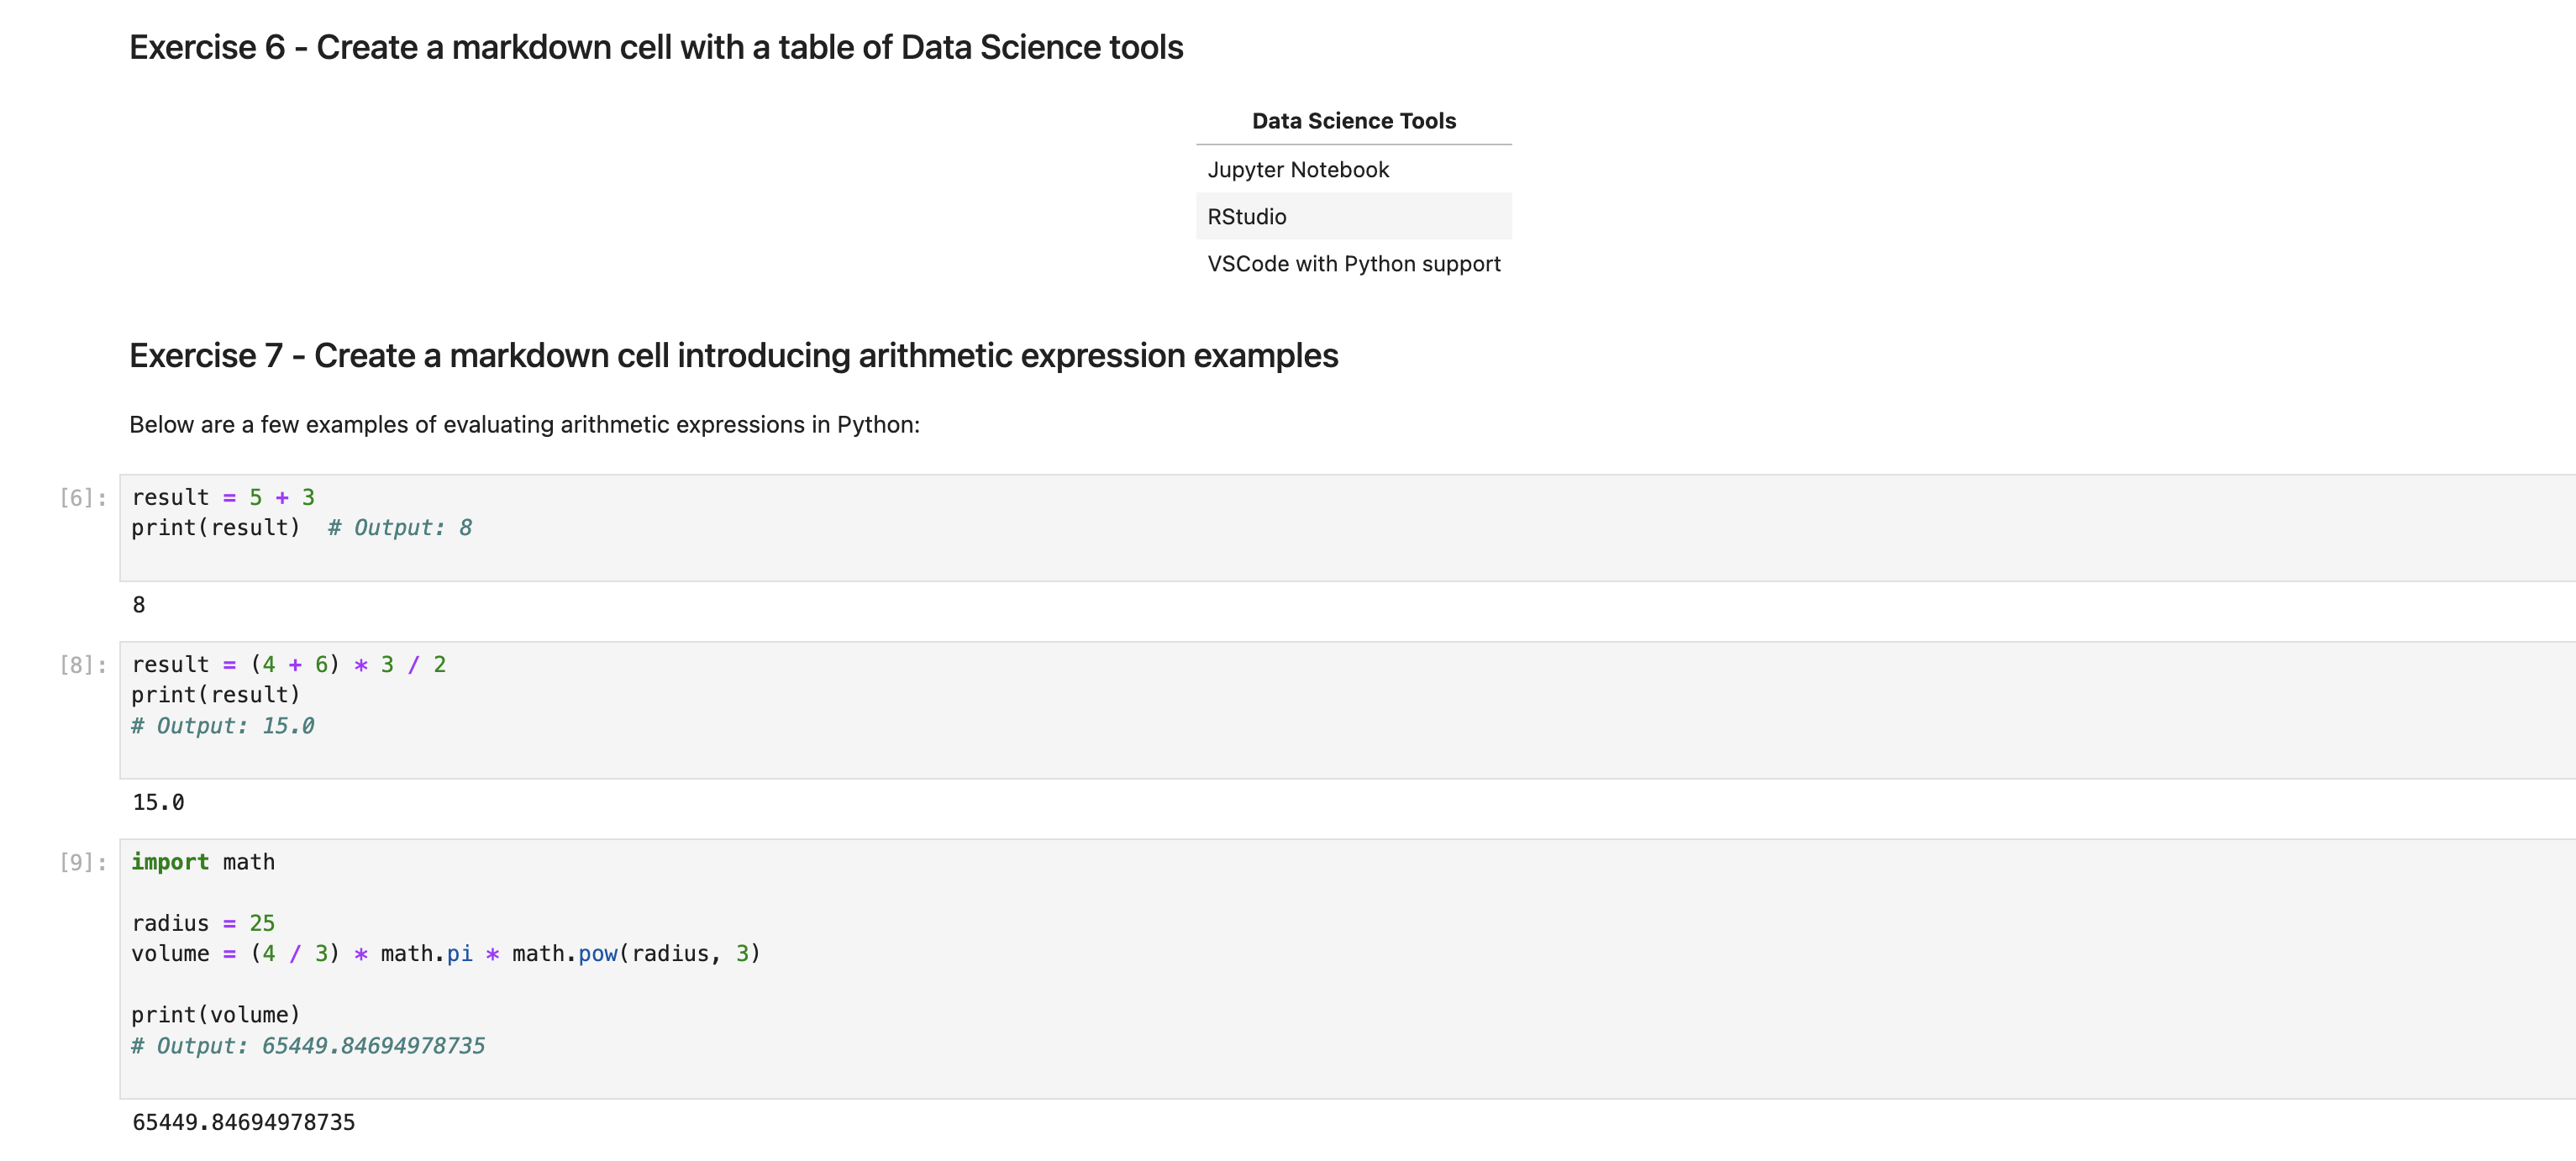 Exercise 6 - Create a markdown cell with a table of Data Science tools
Data Science Tools
Jupyter Notebook
RStudio
VSCode with Python support
Exercise 7 - Create a markdown cell introducing arithmetic expression examples
Below are a few examples of evaluating arithmetic expressions in Python:
[6]: result = 5 + 3
print(result)  # Output: 8
8
[8]: result = (4 + 6) * 3 / 2
print(result)
# Output: 15.0
15.0
[9]: import math
radius = 25
volume = (4 / 3) * math.pi * math.pow(radius, 3)
print(volume)
# Output: 65449.84694978735
65449.84694978735